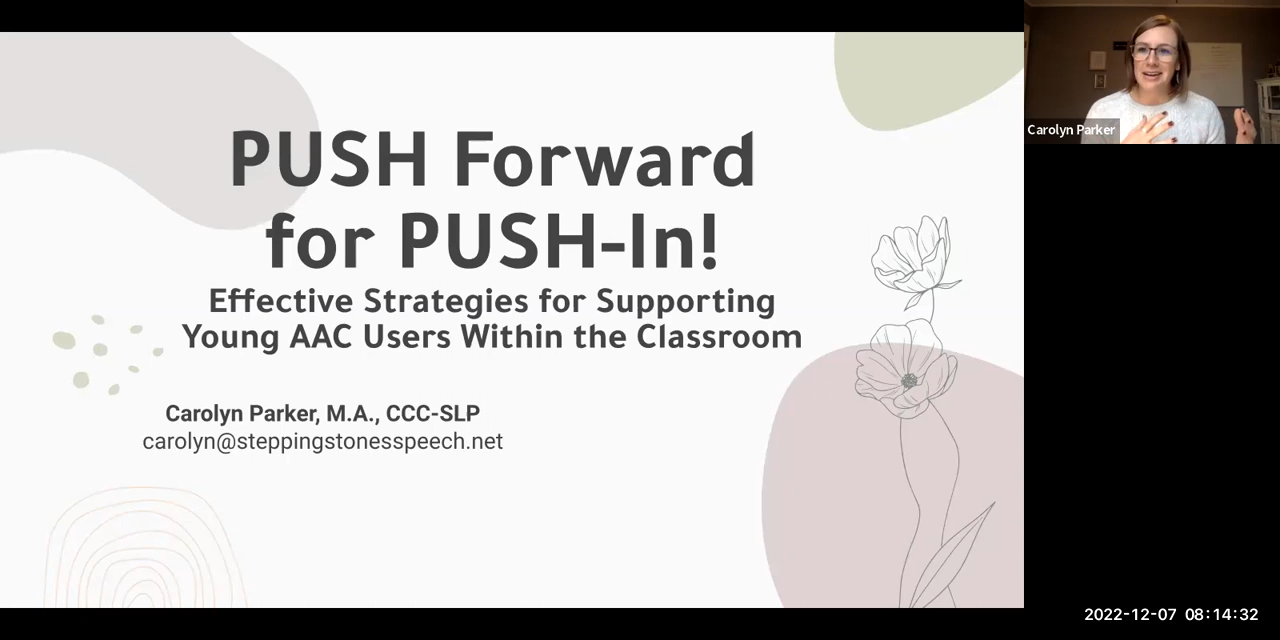 PUSH Forward
for PUSH-In!
Effective Strategies for Supporting
Young AAC Users Within the Classroom
Carolyn Parker, M.A., CCC-SLP
carolyn@steppingstonesspeech.net
Carolyn Parker
2022-12-07 08:14:32